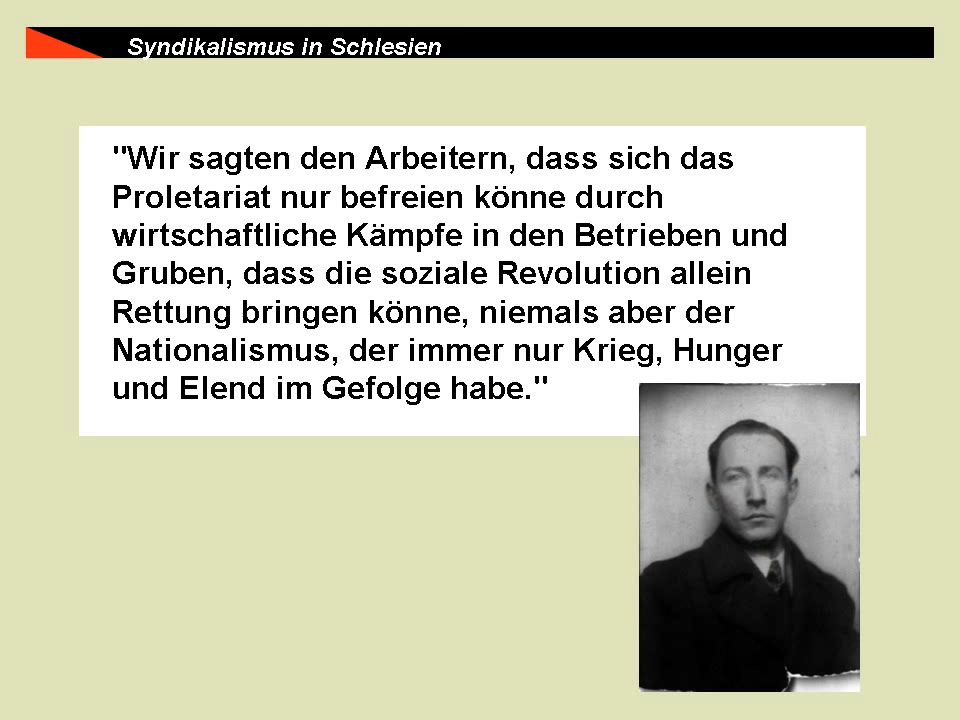 Syndikalismus in Schlesien
"Wir sagten den Arbeitern, dass sich das
Proletariat nur befreien könne durch
wirtschaftliche Kämpfe in den Betrieben und
Gruben, dass die soziale Revolution allein
Rettung bringen könne, niemals aber der
Nationalismus, der immer nur Krieg, Hunger
und Elend im Gefolge habe."